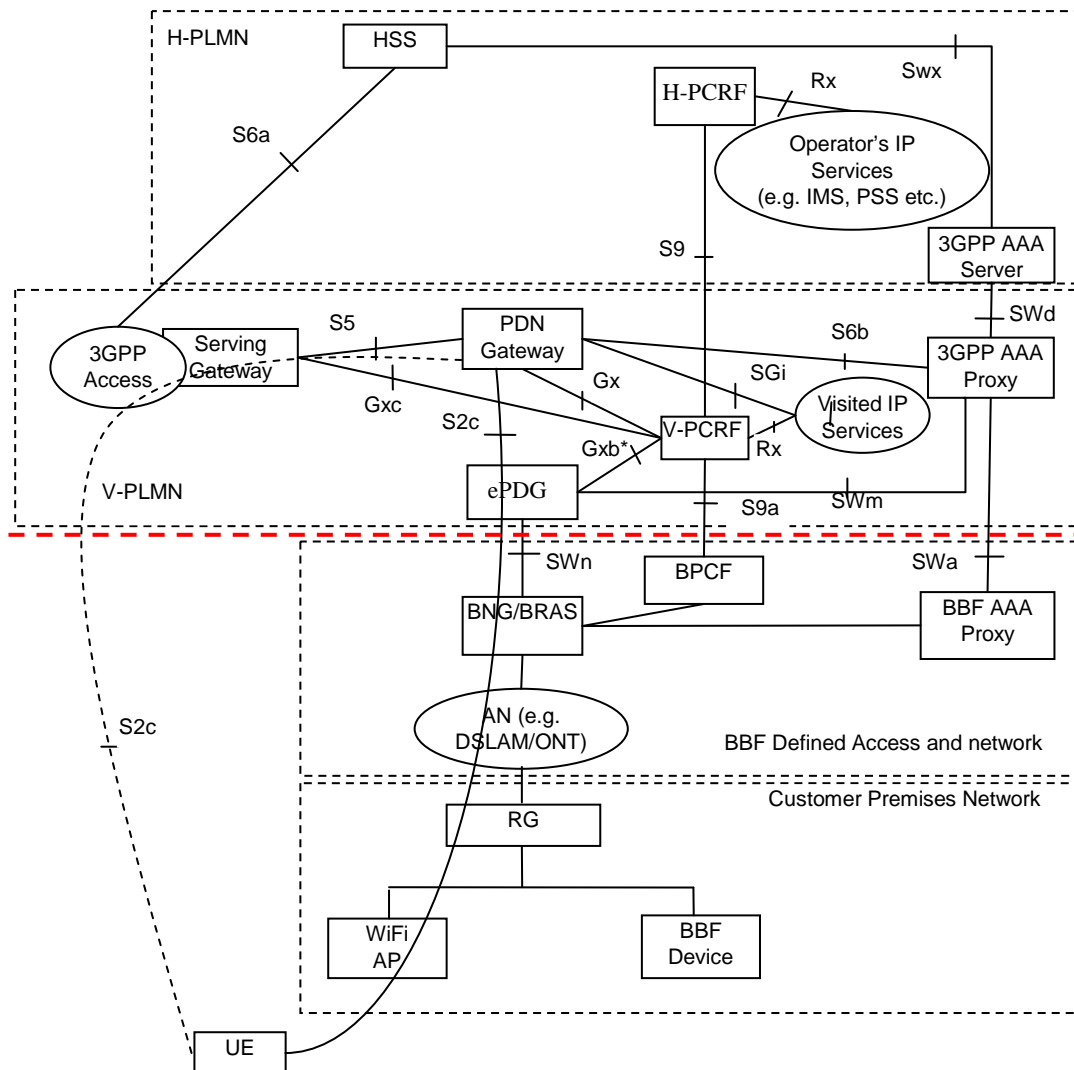 H-PLMN
HSS
Swx
H-PCRF
Rx
S6a
Operator's IP
Services
(e.g. IMS, PSS etc.)
S9
3GPP AAA
Server
S5
PDN
Gateway
S6b
SWd
3GPP
Access
Serving
Gateway
3GPP AAA
Proxy
Gxc
S2c
Gx
SGi
V-PCRF
Rx
Visited IP
Services
Gxb*
V-PLMN
ePDG
S9a
SWm
SWn
BPCF
SWa
BNG/BRAS
BBF AAA
Proxy
AN (e.g.
DSLAM/ONT)
S2c
BBF Defined Access and network
Customer Premises Network
RG
WiFi
AP
BBF
Device
UE